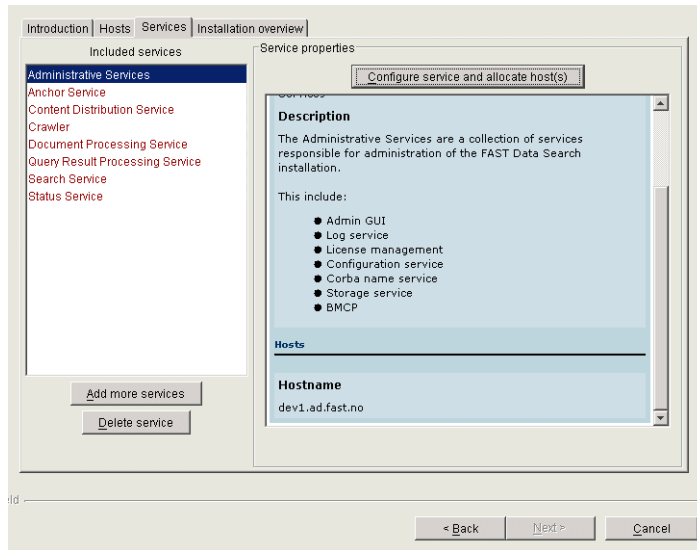 Introduction
Hosts
Services
Installation overview
Included services
Administrative Services
Anchor Service
Content Distribution Service
Crawler
Document Processing Service
Query Result Processing Service
Search Service
Status Service
Add more services
Delete service
Service properties
Configure service and allocate host(s)
Description
The Administrative Services are a collection of services
responsible for administration of the FAST Data Search
installation.
This include:
Admin GUI
Log service
License management
Configuration service
Corba name service
Storage service
BMCP
Hosts
Hostname
dev1.ad.fast.no
< Back
Next >
Cancel